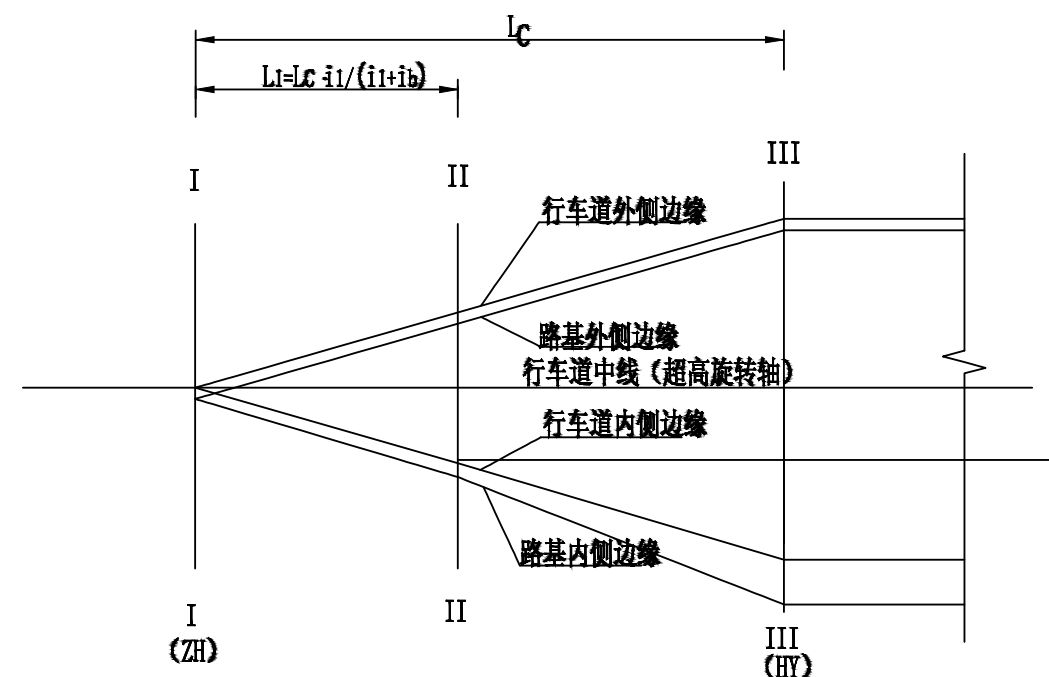 LC
L1=LC·i1/(i1+ib)
III
I
II
行车道外侧边缘
路基外侧边缘
行车道中线（超高旋转轴）
行车道内侧边缘
路基内侧边缘
I
II
(ZH)
III
(HY)